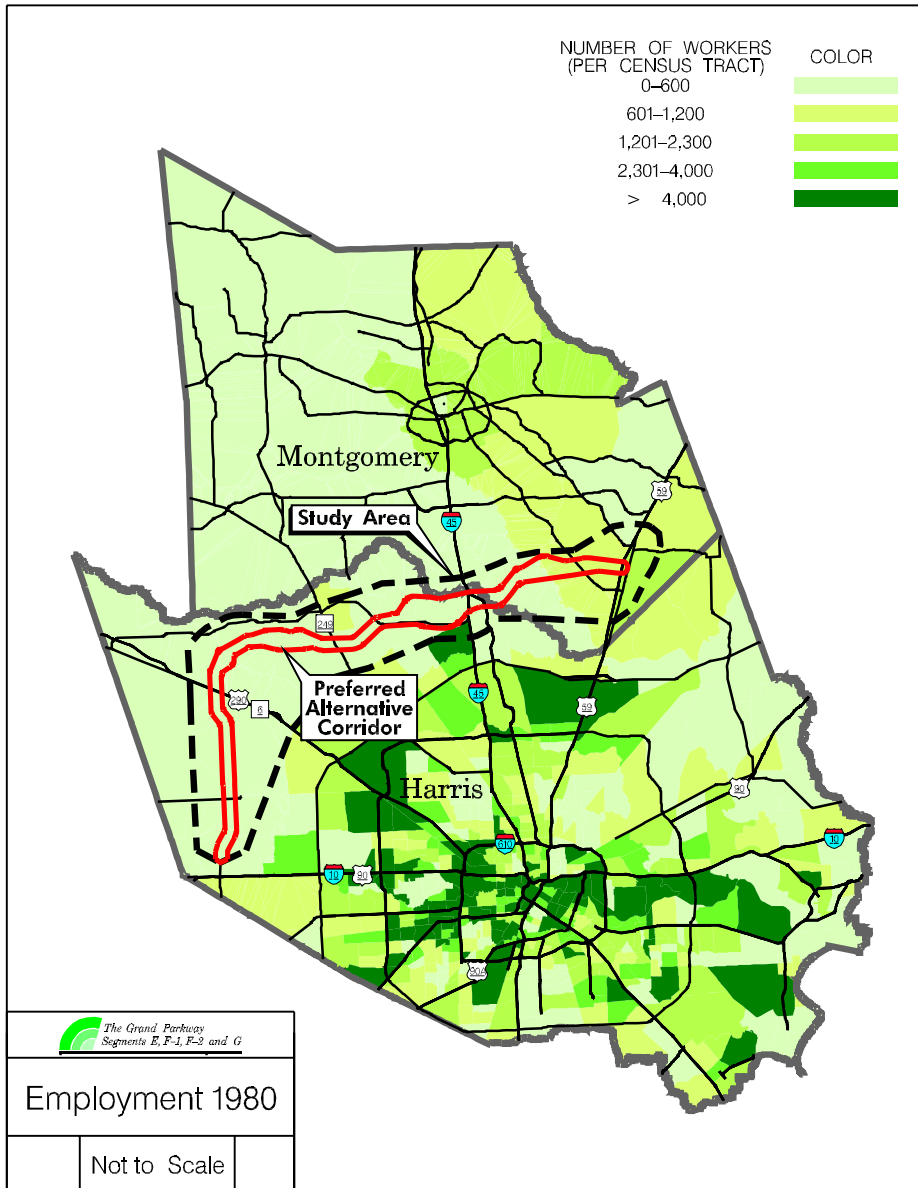 NUMBER OF WORKERS
(PER CENSUS TRACT)
COLOR
0–600
601–1,200
1,201–2,300
2,301–4,000
> 4,000
Montgomery
59
Study Area
45
249
290
6
Preferred
Alternative
Corridor
45
59
Harris
90
610
10
10
90
90A
The Grand Parkway
Segments E, F-1, F-2 and G
Employment 1980
Not to Scale